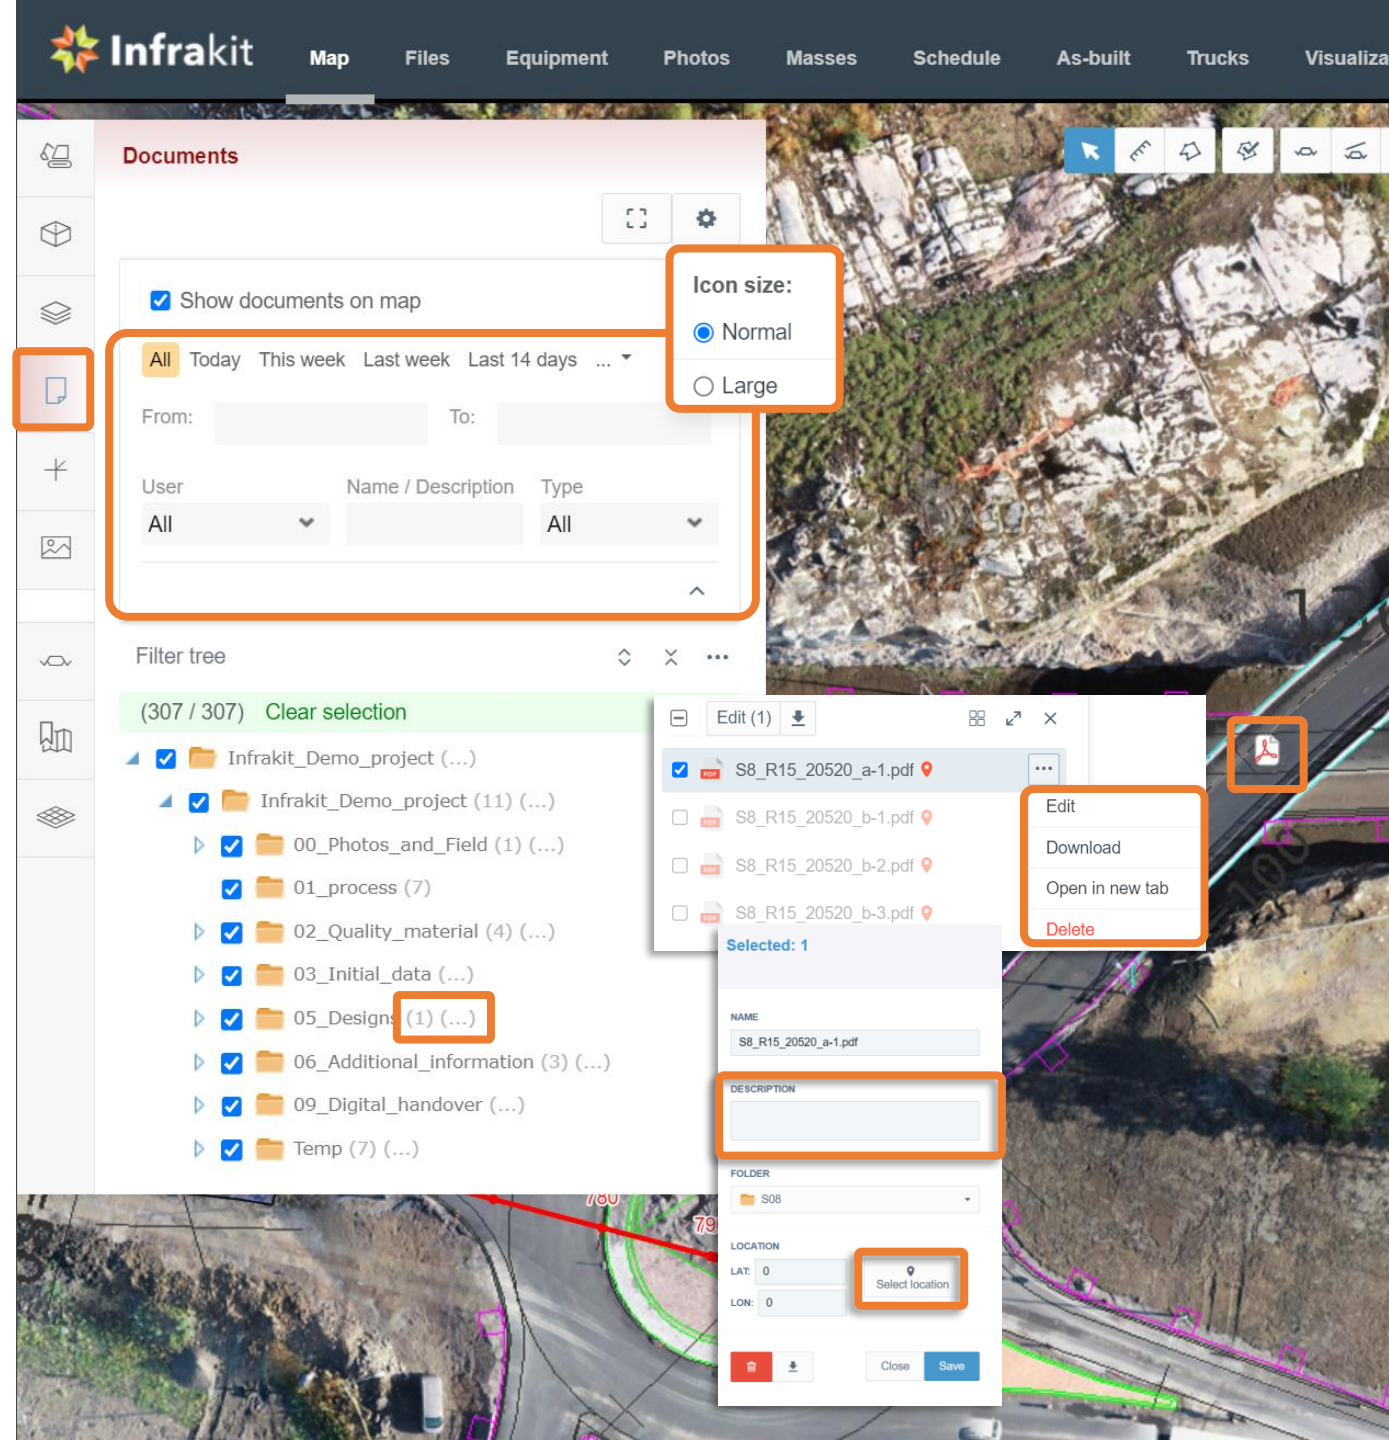 Infrakit Map Files Equipment Photos Masses Schedule As-built Trucks Visualiza
Documents
Show documents on map
Icon size:
Normal
Large
All Today This week Last week Last 14 days ...
From: To:
User Name / Description Type
All All
Filter tree
(307 / 307) Clear selection
Infrakit_Demo_project (...)
Infrakit_Demo_project (11) (...)
00_Photos_and_Field (1) (...)
01_process (7)
02_Quality_material (4) (...)
03_Initial_data (...)
05_Designs (1) (...)
06_Additional_information (3) (...)
09_Digital_handover (...)
Temp (7) (...)
Edit (1)
PDF S8_R15_20520_a-1.pdf
PDF S8_R15_20520_b-1.pdf
PDF S8_R15_20520_b-2.pdf
PDF S8_R15_20520_b-3.pdf
Edit
Download
Open in new tab
Delete
Selected: 1
NAME
S8_R15_20520_a-1.pdf
DESCRIPTION
FOLDER
S08
LOCATION
LAT: 0
Select location
LON: 0
Close Save
780